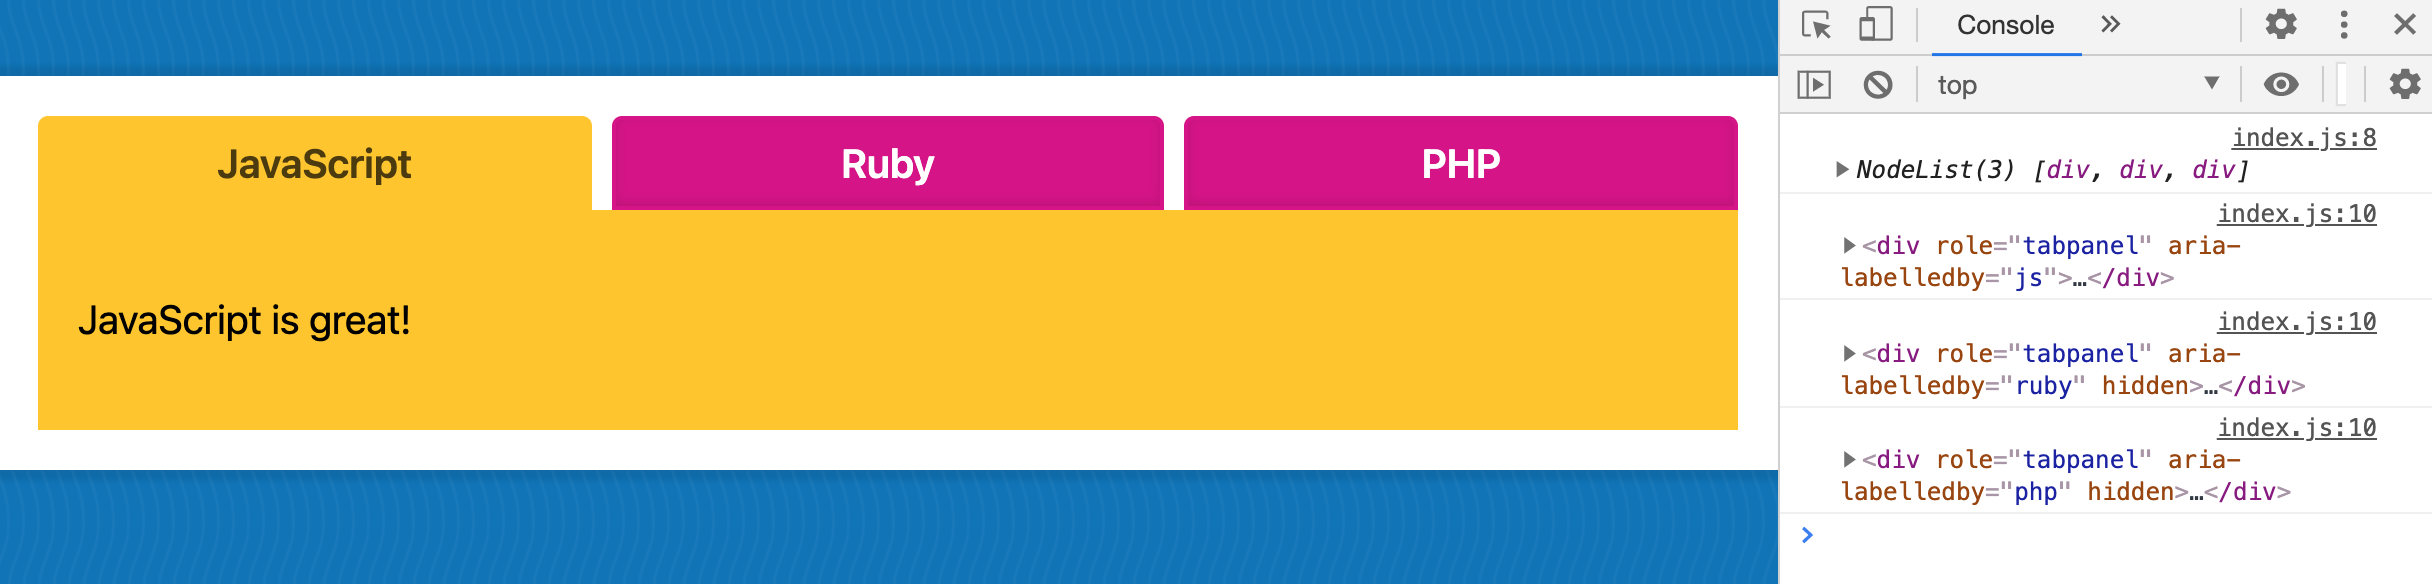 JavaScript
Ruby
PHP
JavaScript is great!
Console
top
index.js:8
NodeList(3) [div, div, div]
index.js:10
<div role="tabpanel" aria-
labelledby="js">…</div>
index.js:10
<div role="tabpanel" aria-
labelledby="ruby" hidden>…</div>
index.js:10
<div role="tabpanel" aria-
labelledby="php" hidden>…</div>